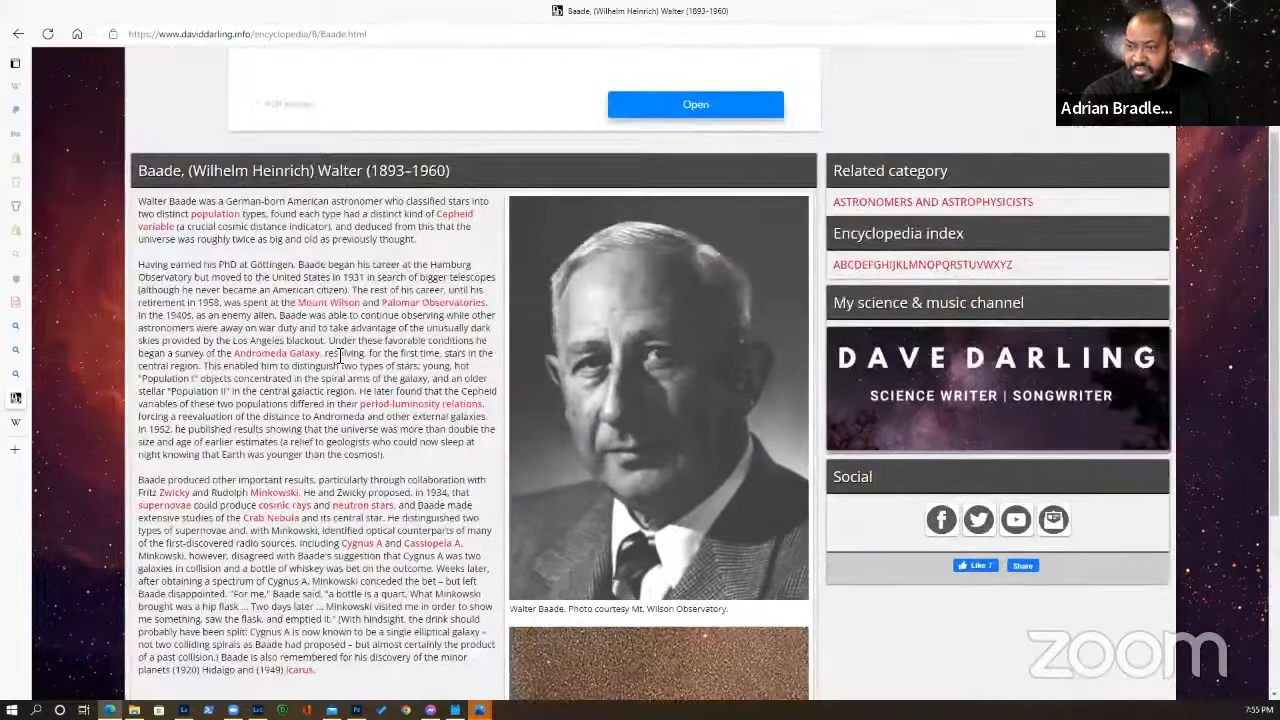 Baade, (Wilhelm Heinrich) Walter (1893-1960)
https://www.daviddarling.info/encyclopedia/B/Baade.html
Adrian Bradle...
Open
Baade, (Wilhelm Heinrich) Walter (1893–1960)
Walter Baade was a German-born American astronomer who classified stars into
two distinct population types, found each type had a distinct kind of Cepheid
variable (a crucial cosmic distance indicator), and deduced from this that the
universe was roughly twice as big and old as previously thought.
Having earned his PhD at Göttingen, Baade began his career at the Hamburg
Observatory but moved to the United States in 1931 in search of bigger telescopes
(although he never became an American citizen). The rest of his career, until his
retirement in 1958, was spent at the Mount Wilson and Palomar Observatories.
In the 1940s, as an enemy alien, Baade was able to continue observing while other
astronomers were away on war duty and to take advantage of the unusually dark
skies provided by the Los Angeles blackout. Under these favorable conditions he
began a survey of the Andromeda Galaxy, resolving, for the first time, stars in the
central region. This enabled him to distinguish two types of stars: young, hot
"Population I" objects concentrated in the spiral arms of the galaxy, and an older
stellar "Population II" in the central galactic region. He later found that the Cepheid
variables of these two populations differed in their period-luminosity relations,
forcing a reevaluation of the distance to Andromeda and other external galaxies.
In 1952, he published results showing that the universe was more than double the
size and age of earlier estimates (a relief to geologists who could now sleep at
night knowing that Earth was younger than the cosmos!).
Baade produced other important results, particularly through collaboration with
Fritz Zwicky and Rudolph Minkowski. He and Zwicky proposed, in 1934, that
supernovae could produce cosmic rays and neutron stars, and Baade made
extensive studies of the Crab Nebula and its central star. He distinguished two
types of supernovae and, with Minkowski, identified optical counterparts of many
of the first-discovered radio sources, including Cygnus A and Cassiopeia A.
Minkowski, however, disagreed with Baade's suggestion that Cygnus A was two
galaxies in collision and a bottle of whiskey was bet on the outcome. Weeks later,
after obtaining a spectrum of Cygnus A, Minkowski conceded the bet – but left
Baade disappointed. "For me," Baade said, "a bottle is a quart. What Minkowski
brought was a hip flask ... Two days later ... Minkowski visited me in order to show
me something, saw the flask, and emptied it." (With hindsight, the drink should
probably have been split: Cygnus A is now known to be a single elliptical galaxy –
not two colliding spirals as Baade had proposed – but almost certainly the product
of a past collision.) Baade is also remembered for his discovery of the minor
planets (1920) Hidalgo and (1949) Icarus.
Walter Baade. Photo courtesy Mt. Wilson Observatory.
Related category
ASTRONOMERS AND ASTROPHYSICISTS
Encyclopedia index
ABCDEFGHIJKLMNOPQRSTUVWXYZ
My science & music channel
DAVE DARLING
SCIENCE WRITER | SONGWRITER
Social
Like 7
Share
zoom
7:55 PM